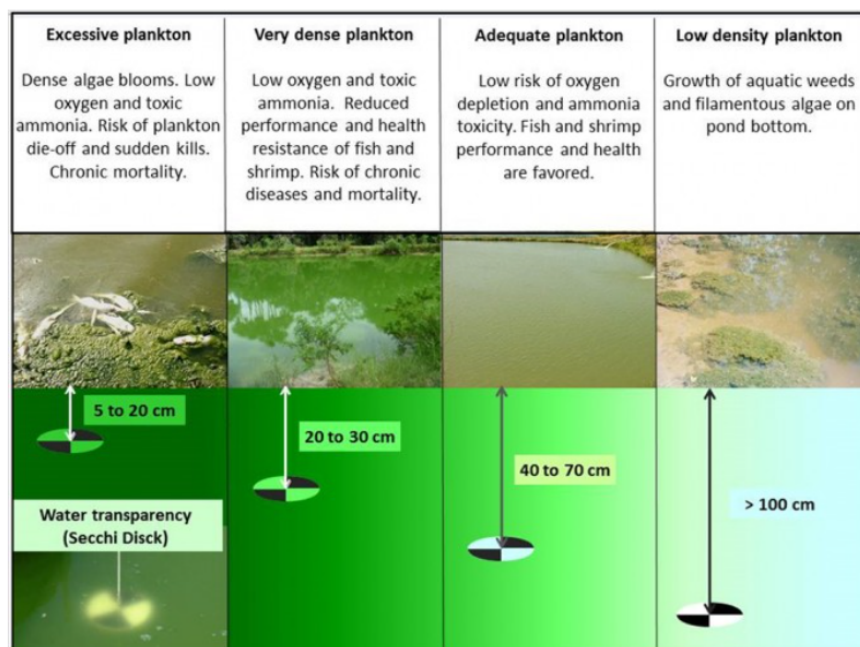 Excessive plankton
Dense algae blooms. Low
oxygen and toxic
ammonia. Risk of plankton
die-off and sudden kills.
Chronic mortality.
Very dense plankton
Low oxygen and toxic
ammonia. Reduced
performance and health
resistance of fish and
shrimp. Risk of chronic
diseases and mortality.
Adequate plankton
Low risk of oxygen
depletion and ammonia
toxicity. Fish and shrimp
performance and health
are favored.
Low density plankton
Growth of aquatic weeds
and filamentous algae on
pond bottom.
5 to 20 cm
20 to 30 cm
40 to 70 cm
> 100 cm
Water transparency
(Secchi Disck)